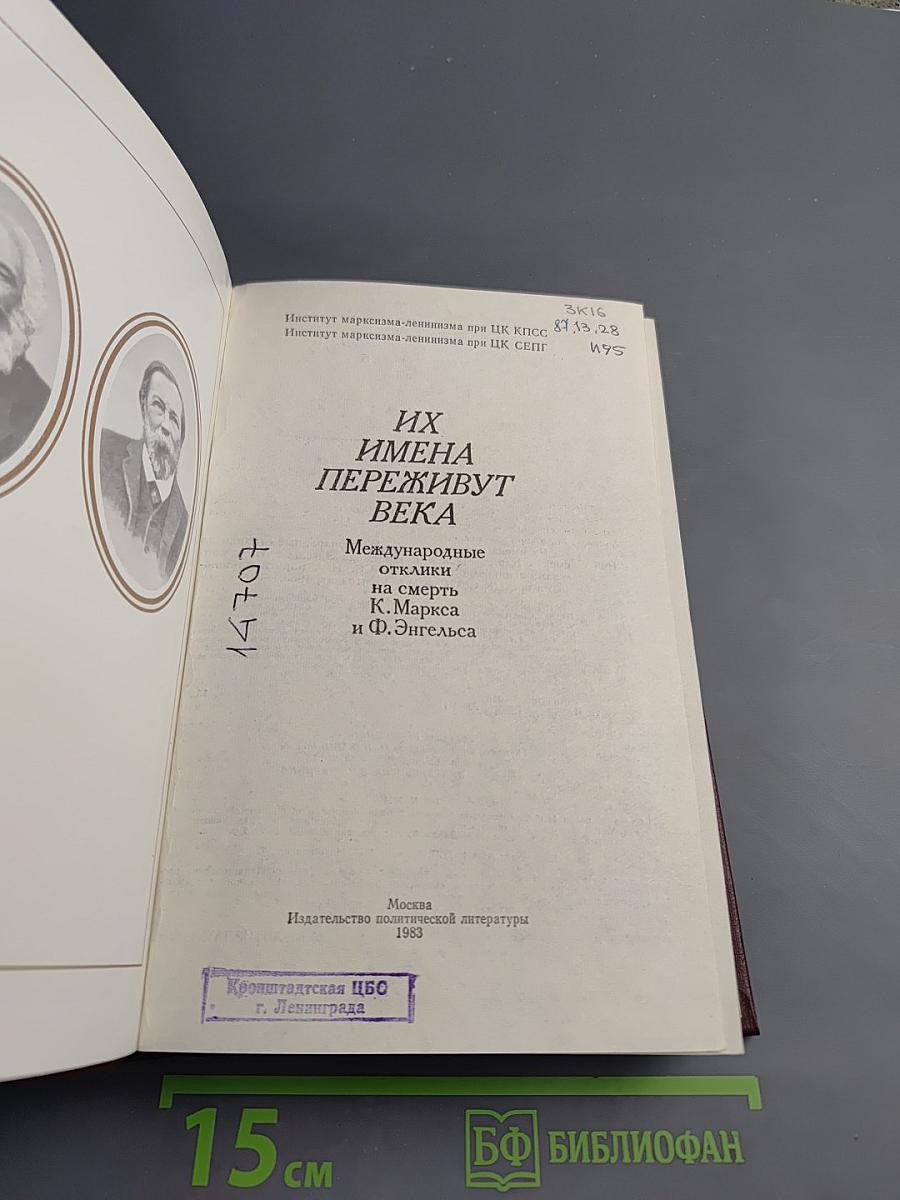 3К16
Институт марксизма-ленинизма при ЦК КПСС 87.13.28
Институт марксизма-ленинизма при ЦК СЕПГ И95
ИХ
ИМЕНА
ПЕРЕЖИВУТ
ВЕКА
Международные
отклики
на смерть
К. Маркса
и Ф. Энгельса
14707
Москва
Издательство политической литературы
1983
Кронштадтская ЦБС
г. Ленинграда
15 см
БФ БИБЛИОФАН